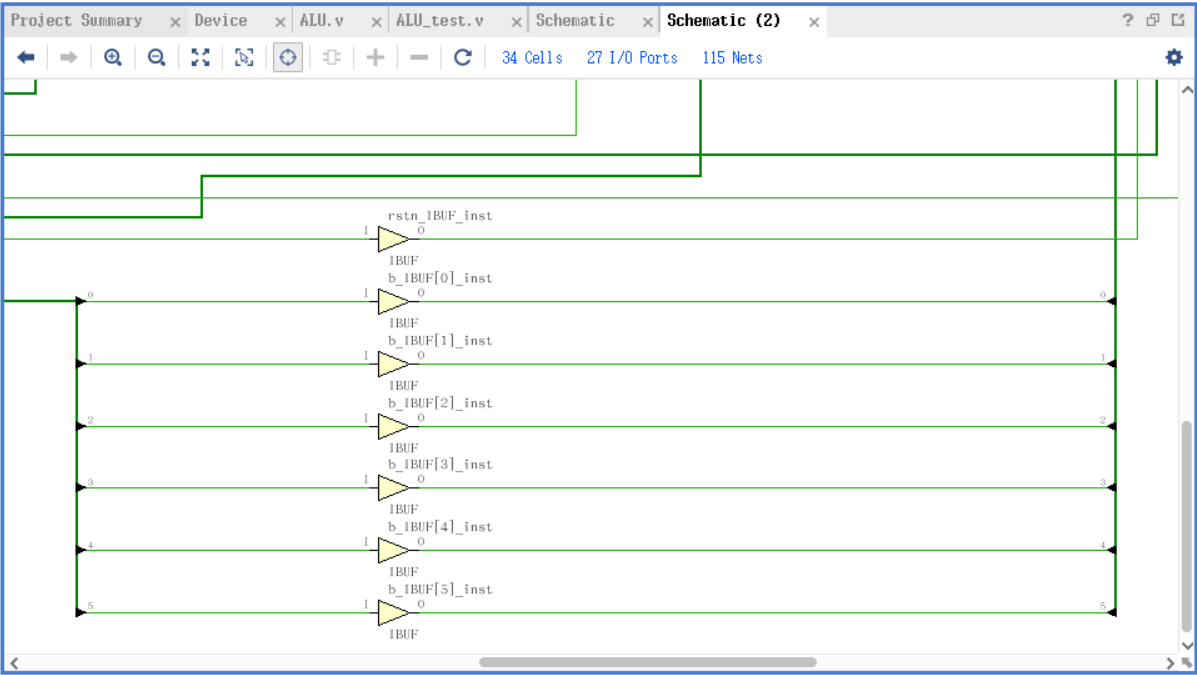 Project Summary × Device × ALU.v × ALU_test.v × Schematic × Schematic (2) × ?
34 Cells 27 I/O Ports 115 Nets
rstn_IBUF_inst
I O
IBUF
b_IBUF[0]_inst
0 I O 0
IBUF
b_IBUF[1]_inst
1 I O 1
IBUF
b_IBUF[2]_inst
2 I O 2
IBUF
b_IBUF[3]_inst
3 I O 3
IBUF
b_IBUF[4]_inst
4 I O 4
IBUF
b_IBUF[5]_inst
5 I O 5
IBUF